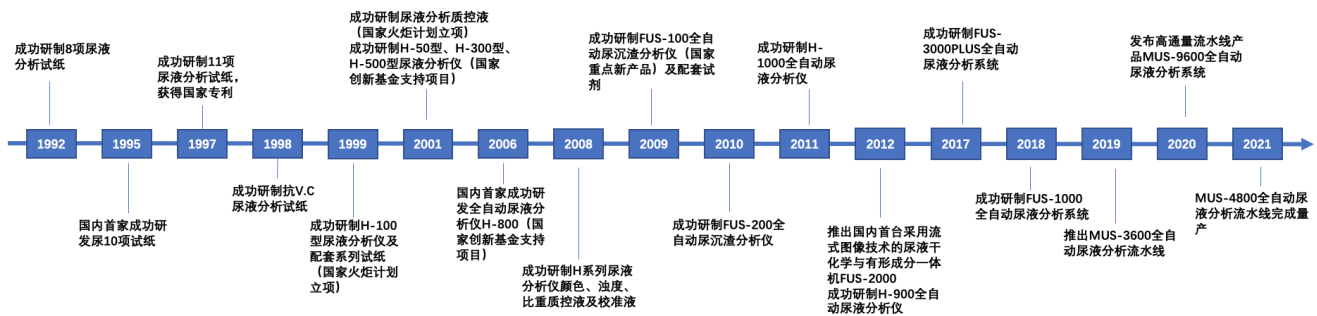 成功研制8项尿液
分析试纸
成功研制11项
尿液分析试纸,
获得国家专利
成功研制尿液分析质控液
（国家火炬计划立项）
成功研制H-50型、H-300型、
H-500型尿液分析仪（国家
创新基金支持项目）
成功研制FUS-100全自
动尿沉渣分析仪（国家
重点新产品）及配套试
剂
成功研制H-
1000全自动尿
液分析仪
成功研制FUS-
3000PLUS全自动
尿液分析系统
发布高通量流水线产
品MUS-9600全自动
尿液分析系统
1992
1995
1997
1998
1999
2001
2006
2008
2009
2010
2011
2012
2017
2018
2019
2020
2021
国内首家成功研
发尿10项试纸
成功研制抗V.C
尿液分析试纸
成功研制H-100
型尿液分析仪及
配套系列试纸
（国家火炬计划
立项）
国内首家成功研
发全自动尿液分
析仪H-800（国
家创新基金支持
项目）
成功研制H系列尿液
分析仪颜色、浊度、
比重质控液及校准液
成功研制FUS-200全
自动尿沉渣分析仪
推出国内首台采用流
式图像技术的尿液干
化学与有形成分一体
机FUS-2000
成功研制H-900全自
动尿液分析仪
成功研制FUS-1000
全自动尿液分析系统
推出MUS-3600全自
动尿液分析流水线
MUS-4800全自动尿
液分析流水线完成量
产